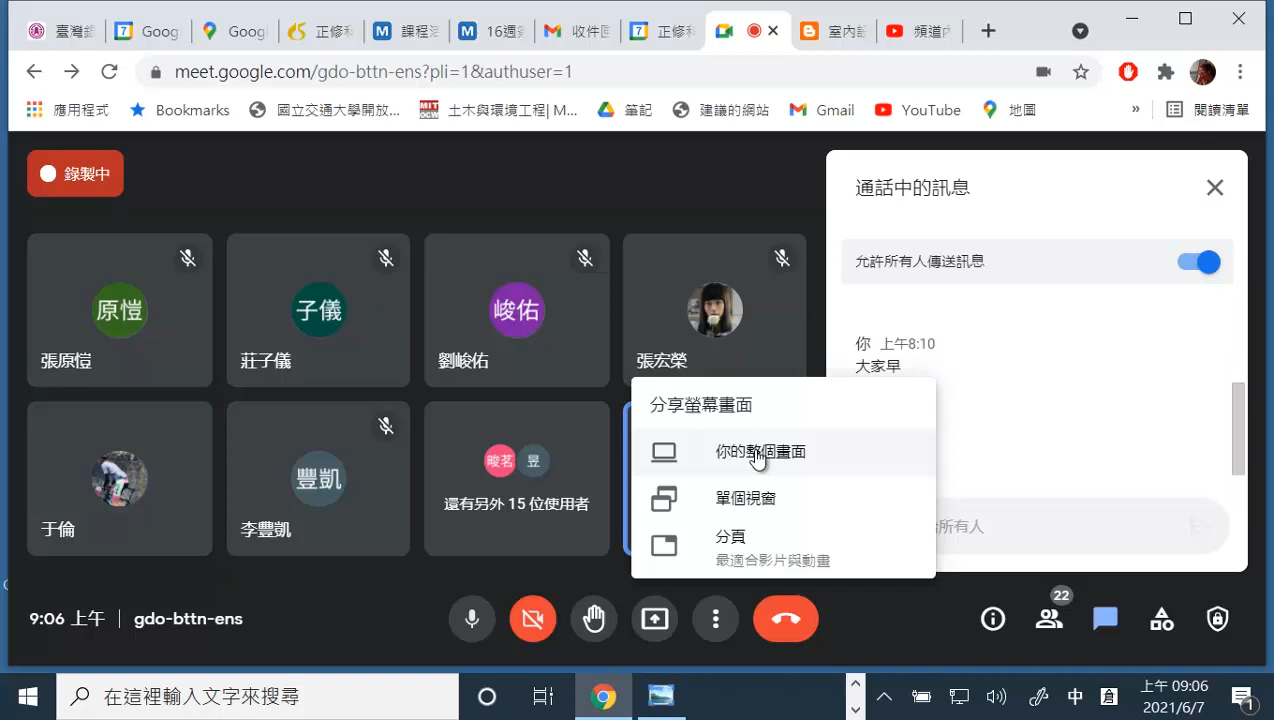 臺灣
Goog
Goog
正修科
課程
16週
收件匣
正修科
室內
頻道內
meet.google.com/gdo-bttn-ens?pli=1&authuser=1
應用程式
Bookmarks
國立交通大學開放...
土木與環境工程| M...
筆記
建議的網站
Gmail
YouTube
地圖
»
閱讀清單
錄製中
通話中的訊息
允許所有人傳送訊息
原愷
張原愷
子儀
莊子儀
峻佑
劉峻佑
張宏榮
你 上午8:10
大家早
分享螢幕畫面
你的整個畫面
單個視窗
分頁
最適合影片與動畫
于倫
豐凱
李豐凱
晙茗
昱
還有另外 15 位使用者
所有人
9:06 上午 | gdo-bttn-ens
22
在這裡輸入文字來搜尋
中
上午 09:06
2021/6/7
1